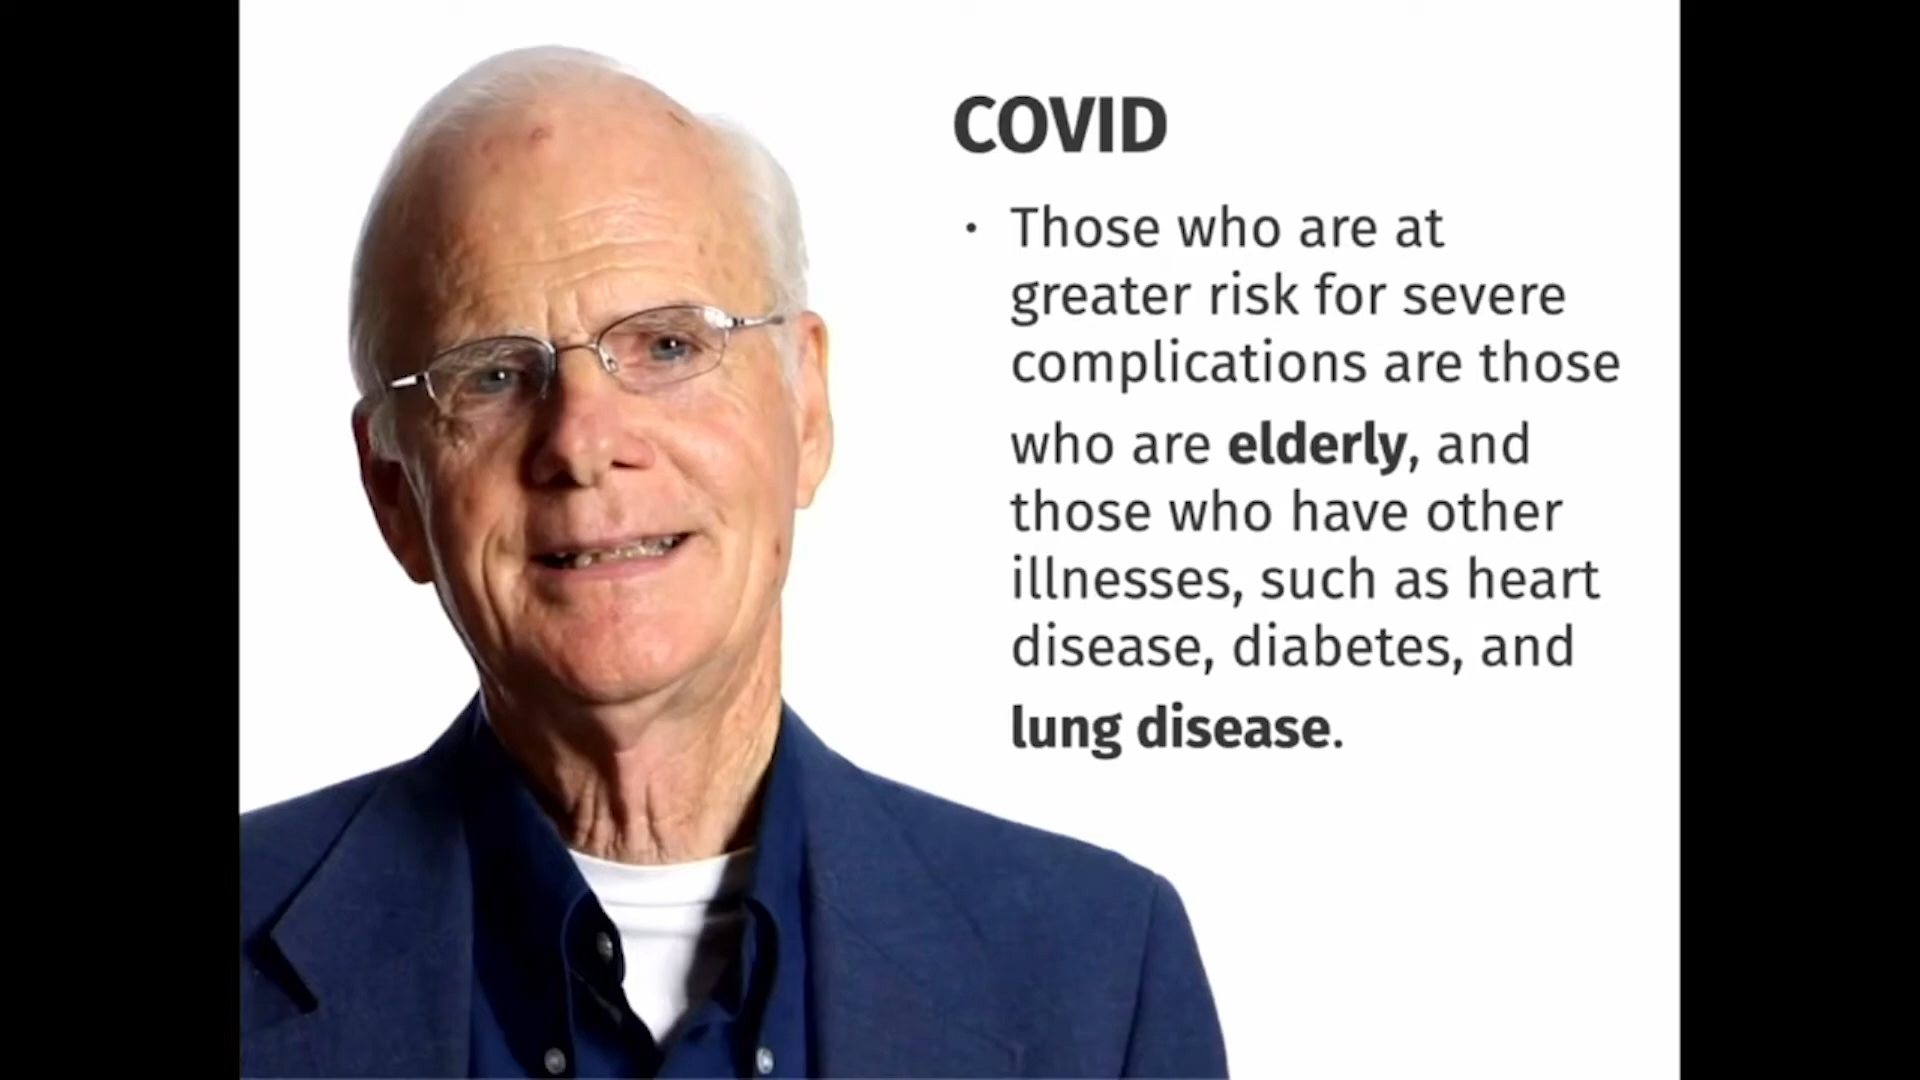 COVID
· Those who are at
greater risk for severe
complications are those
who are elderly, and
those who have other
illnesses, such as heart
disease, diabetes, and
lung disease.